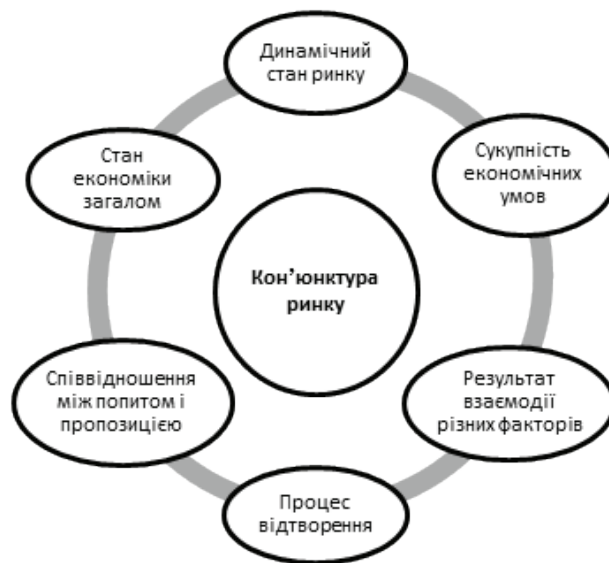 Динамічний
стан ринку
Стан
економіки
загалом
Сукупність
економічних
умов
Кон’юнктура
ринку
Співвідношення
між попитом і
пропозицією
Результат
взаємодії
різних факторів
Процес
відтворення